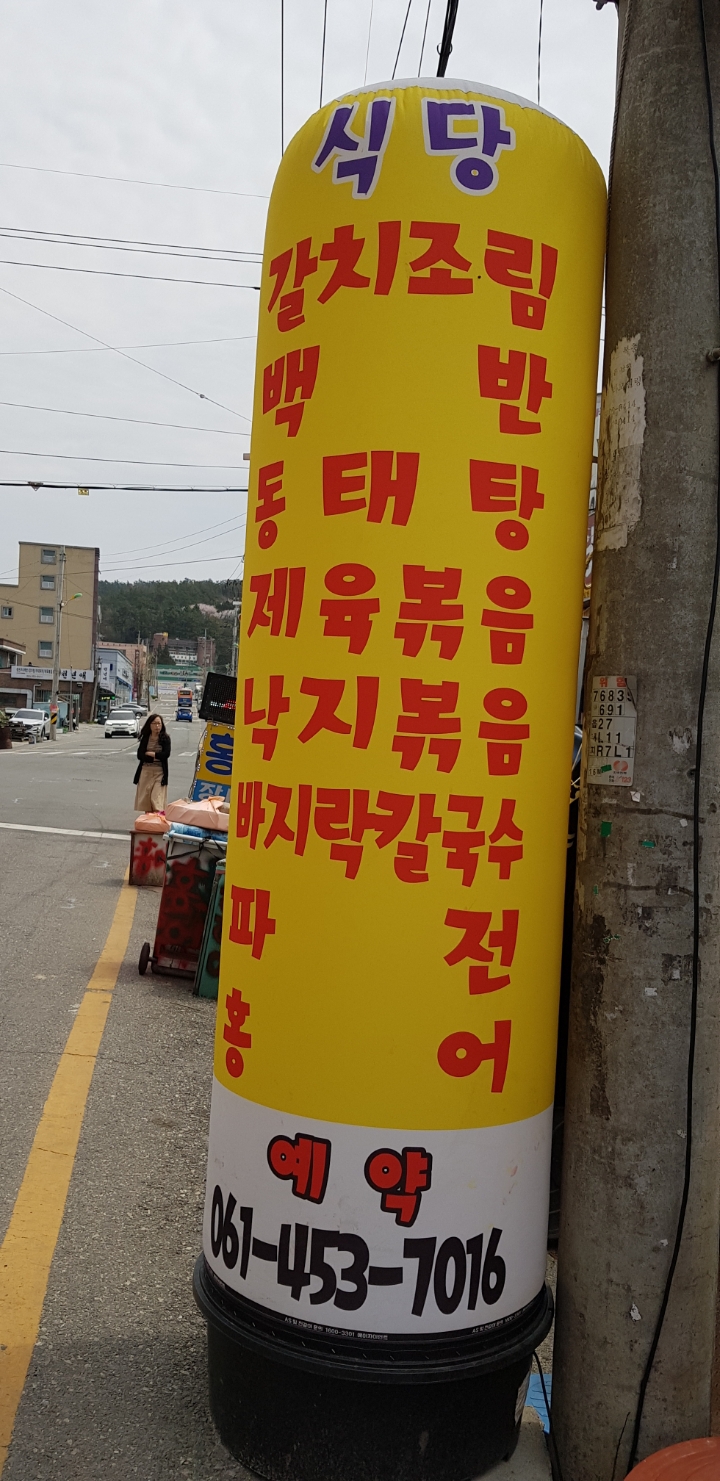 식당
갈치조림
백반
동태탕
제육볶음
낙지볶음
바지락칼국수
파전
홍어
예약
061-453-7016